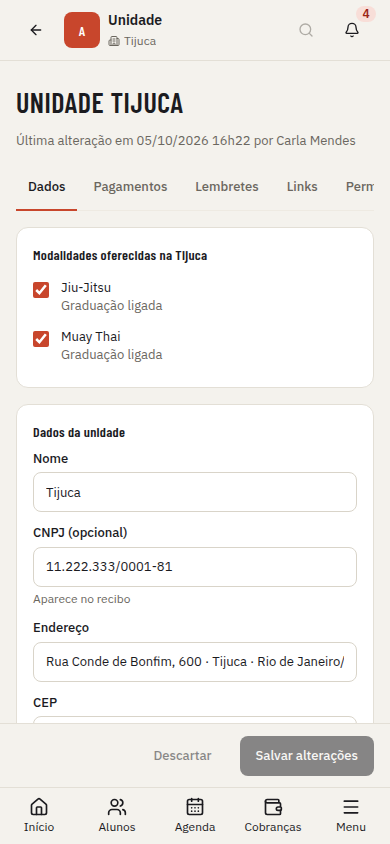 A
Unidade
Tijuca
4
UNIDADE TIJUCA
Última alteração em 05/10/2026 16h22 por Carla Mendes
Dados Pagamentos Lembretes Links Perm
Modalidades oferecidas na Tijuca
Jiu-Jitsu
Graduação ligada
Muay Thai
Graduação ligada
Dados da unidade
Nome
Tijuca
CNPJ (opcional)
11.222.333/0001-81
Aparece no recibo
Endereço
Rua Conde de Bonfim, 600 · Tijuca · Rio de Janeiro/
CEP
Descartar Salvar alterações
Início Alunos Agenda Cobranças Menu